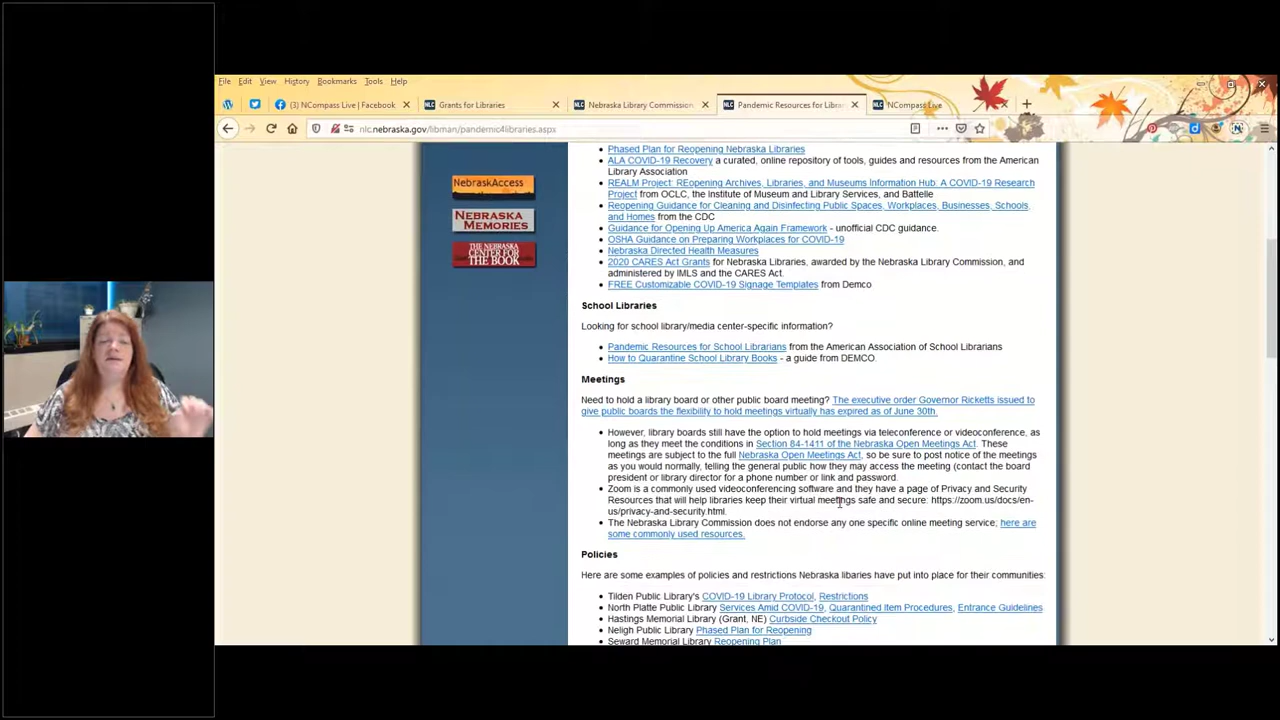 File Edit View History Bookmarks Tools Help
(3) NCompass Live | Facebook
Grants for Libraries
Nebraska Library Commission
Pandemic Resources for Librar
NCompass Live
nlc.nebraska.gov/libman/pandemic4libraries.aspx
NebraskAccess
NEBRASKA
MEMORIES
THE NEBRASKA
CENTER FOR
THE BOOK
Phased Plan for Reopening Nebraska Libraries
ALA COVID-19 Recovery a curated, online repository of tools, guides and resources from the American
Library Association
REALM Project: REopening Archives, Libraries, and Museums Information Hub: A COVID-19 Research
Project from OCLC, the Institute of Museum and Library Services, and Battelle
Reopening Guidance for Cleaning and Disinfecting Public Spaces, Workplaces, Businesses, Schools,
and Homes from the CDC
Guidance for Opening Up America Again Framework - unofficial CDC guidance.
OSHA Guidance on Preparing Workplaces for COVID-19
Nebraska Directed Health Measures
2020 CARES Act Grants for Nebraska Libraries, awarded by the Nebraska Library Commission, and
administered by IMLS and the CARES Act.
FREE Customizable COVID-19 Signage Templates from Demco
School Libraries
Looking for school library/media center-specific information?
Pandemic Resources for School Librarians from the American Association of School Librarians
How to Quarantine School Library Books - a guide from DEMCO.
Meetings
Need to hold a library board or other public board meeting? The executive order Governor Ricketts issued to
give public boards the flexibility to hold meetings virtually has expired as of June 30th.
However, library boards still have the option to hold meetings via teleconference or videoconference, as
long as they meet the conditions in Section 84-1411 of the Nebraska Open Meetings Act. These
meetings are subject to the full Nebraska Open Meetings Act, so be sure to post notice of the meetings
as you would normally, telling the general public how they may access the meeting (contact the board
president or library director for a phone number or link and password.
Zoom is a commonly used videoconferencing software and they have a page of Privacy and Security
Resources that will help libraries keep their virtual meetings safe and secure: https://zoom.us/docs/en-
us/privacy-and-security.html.
The Nebraska Library Commission does not endorse any one specific online meeting service; here are
some commonly used resources.
Policies
Here are some examples of policies and restrictions Nebraska libaries have put into place for their communities:
Tilden Public Library's COVID-19 Library Protocol, Restrictions
North Platte Public Library Services Amid COVID-19, Quarantined Item Procedures, Entrance Guidelines
Hastings Memorial Library (Grant, NE) Curbside Checkout Policy
Neligh Public Library Phased Plan for Reopening
Seward Memorial Library Reopening Plan